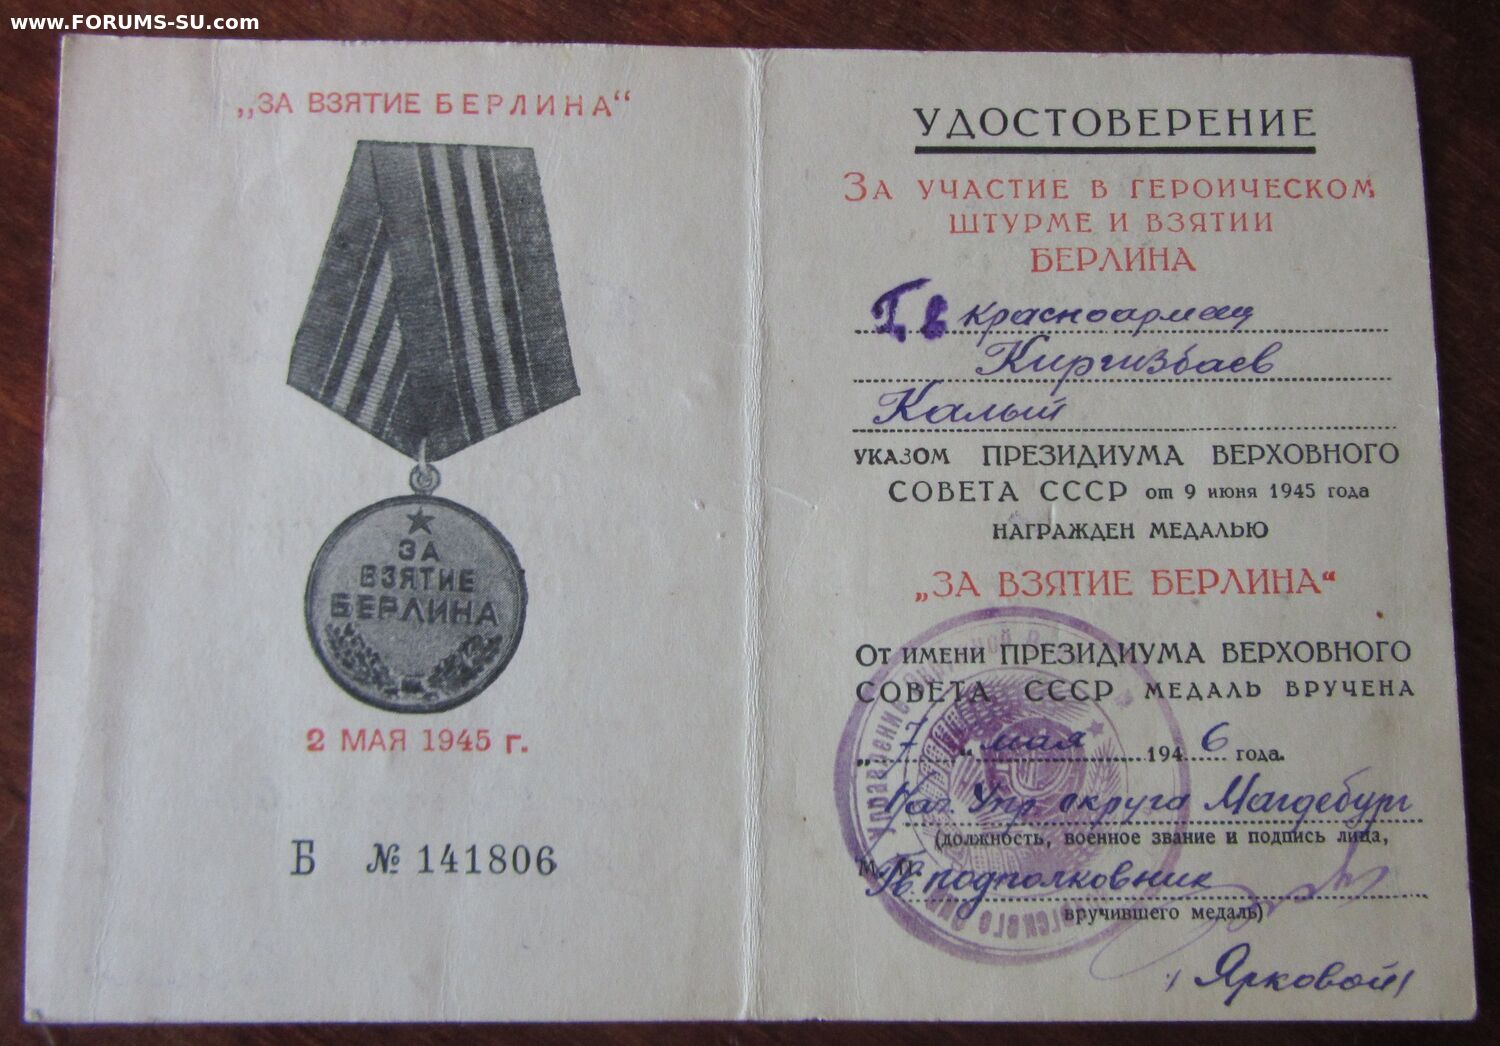 www.FORUMS-SU.com
„ЗА ВЗЯТИЕ БЕРЛИНА“
ЗА
ВЗЯТИЕ
БЕРЛИНА
2 МАЯ 1945 г.
Б № 141806
УДОСТОВЕРЕНИЕ
ЗА УЧАСТИЕ В ГЕРОИЧЕСКОМ
ШТУРМЕ И ВЗЯТИИ
БЕРЛИНА
Гв красноармеец
Киргизбаев
Калый
УКАЗОМ ПРЕЗИДИУМА ВЕРХОВНОГО
СОВЕТА СССР от 9 июня 1945 года
НАГРАЖДЕН МЕДАЛЬЮ
„ЗА ВЗЯТИЕ БЕРЛИНА“
ОТ ИМЕНИ ПРЕЗИДИУМА ВЕРХОВНОГО
СОВЕТА СССР МЕДАЛЬ ВРУЧЕНА
„7“ мая 1946 года.
Нач. Упр. округа Магдебург
(должность, военное звание и подпись лица,
М. П.
Гв. подполковник
вручившего медаль)
(Ярковой)
Управление